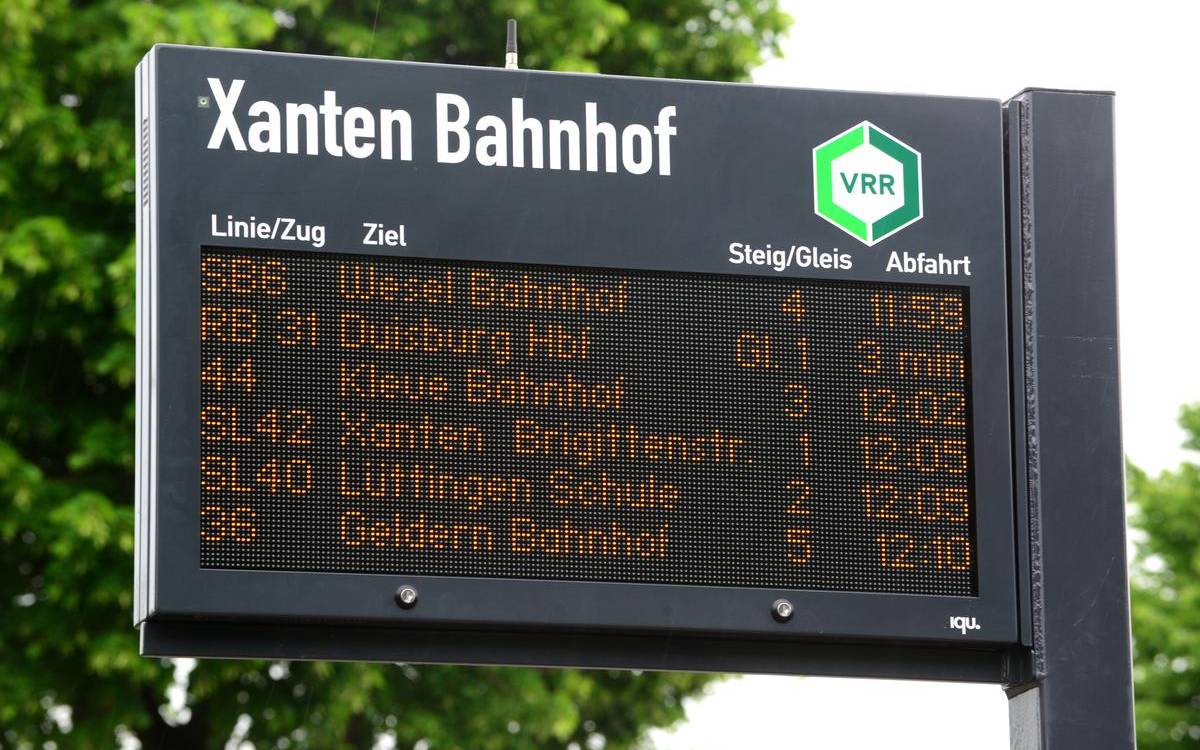 Xanten Bahnhof
VRR
Linie/Zug Ziel Steig/Gleis Abfahrt
SB6 Wesel Bahnhof 4 11:58
RB 31 Duisburg Hbf Gl. 1 3 min
44 Kleve Bahnhof 3 12:02
SL42 Xanten Brigittenstr. 1 12:05
SL40 Lüttingen Schule 2 12:05
36 Geldern Bahnhof 5 12:10
iqu.